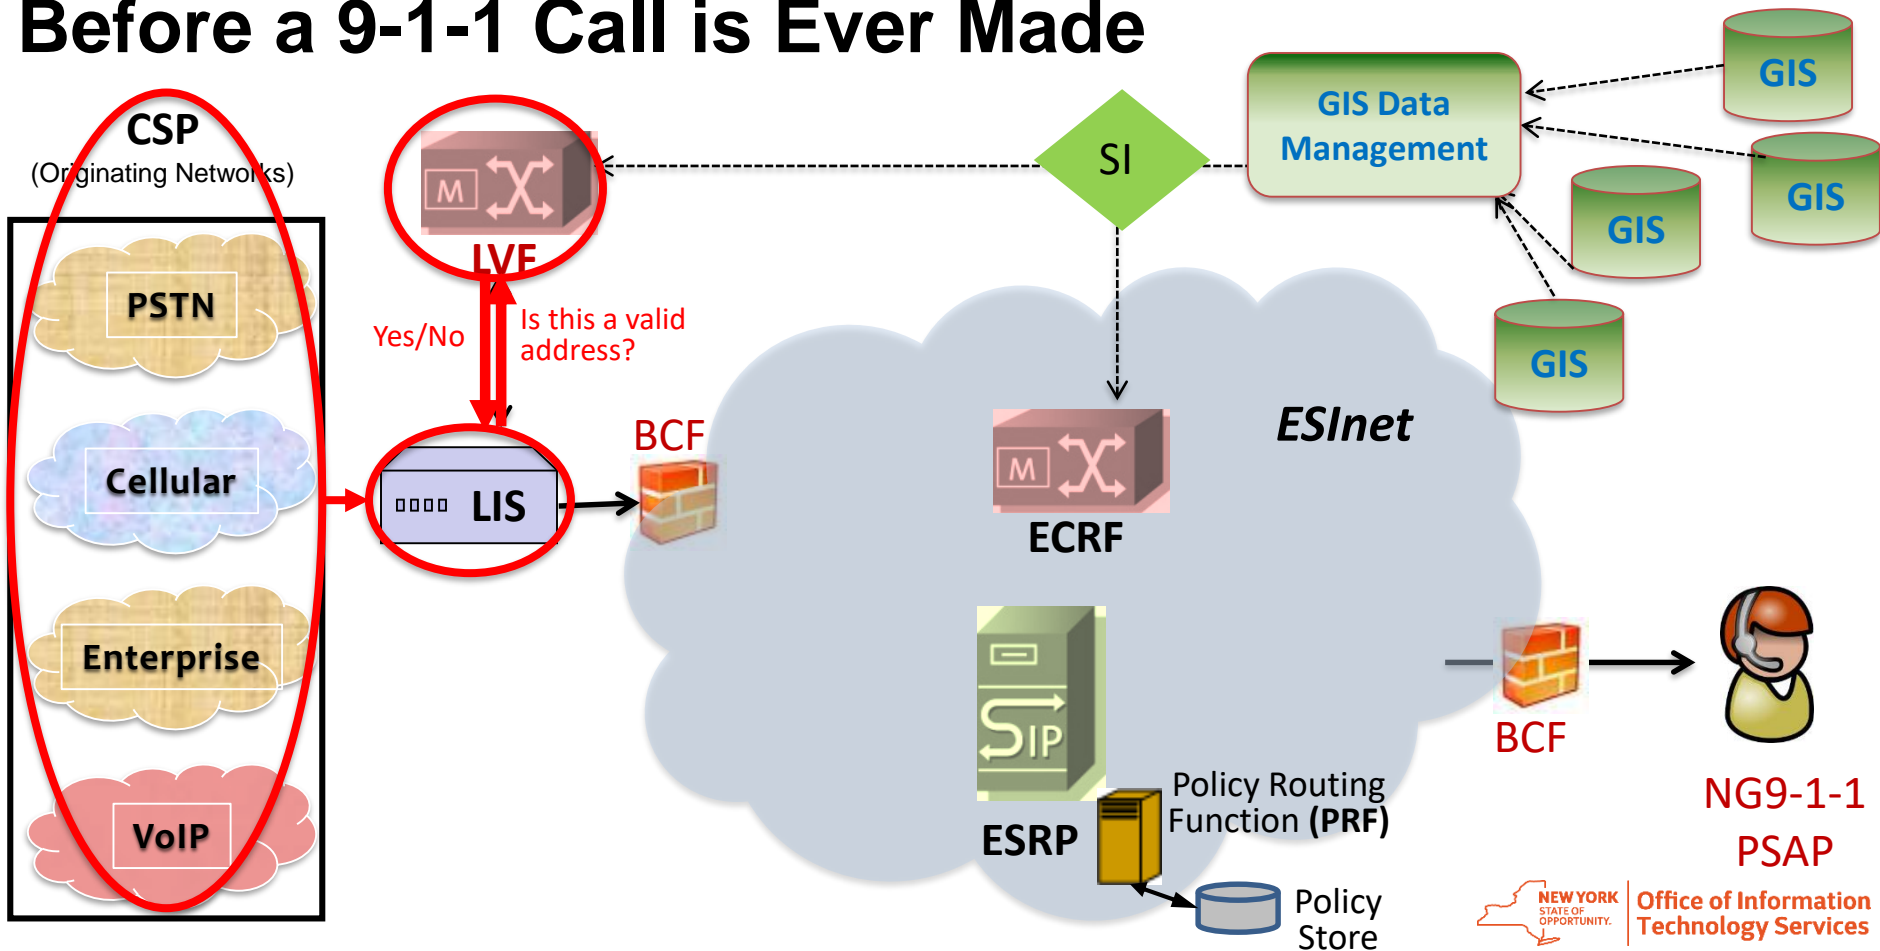 Before a 9-1-1 Call is Ever Made
CSP
(Originating Networks)
PSTN
Cellular
Enterprise
VoIP
M
LVF
Yes/No
Is this a valid
address?
LIS
BCF
SI
GIS Data
Management
GIS
GIS
GIS
GIS
ESInet
M
ECRF
SIP
ESRP
Policy Routing
Function (PRF)
Policy
Store
BCF
NG9-1-1
PSAP
NEW YORK
STATE OF
OPPORTUNITY.
Office of Information
Technology Services